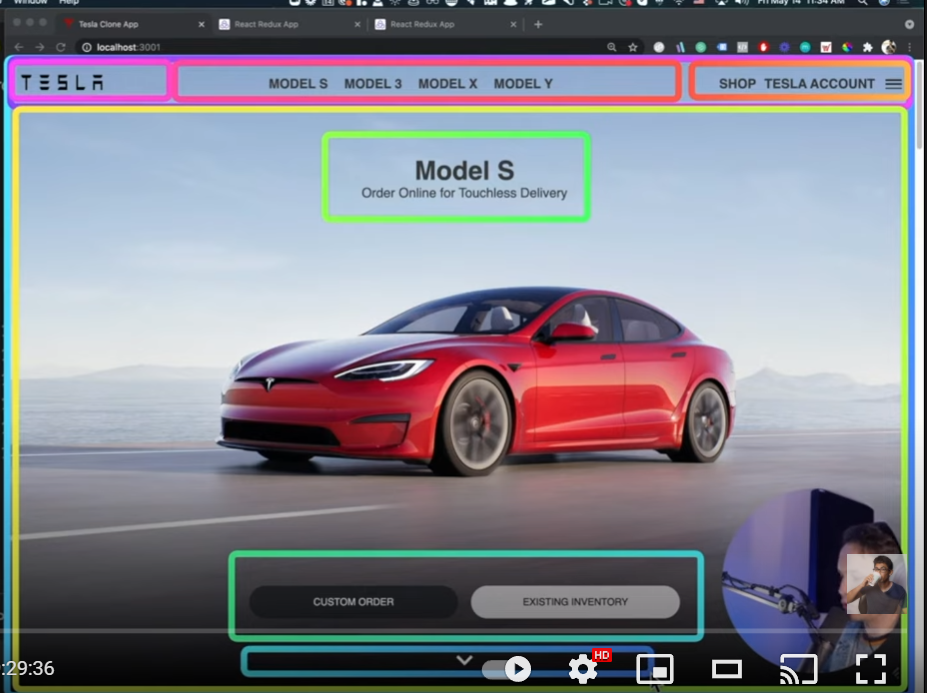 Window Help Fri May 14 11:34 AM
Tesla Clone App React Redux App React Redux App
localhost:3001
TESLA MODEL S MODEL 3 MODEL X MODEL Y SHOP TESLA ACCOUNT
Model S
Order Online for Touchless Delivery
CUSTOM ORDER EXISTING INVENTORY
:29:36 HD